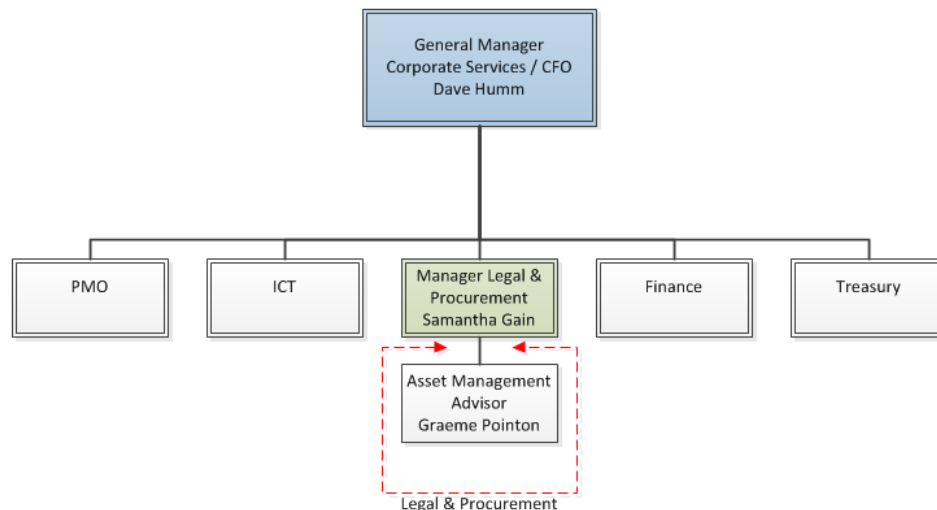 General Manager
Corporate Services / CFO
Dave Humm
PMO
ICT
Manager Legal &
Procurement
Samantha Gain
Finance
Treasury
Asset Management
Advisor
Graeme Pointon
Legal & Procurement